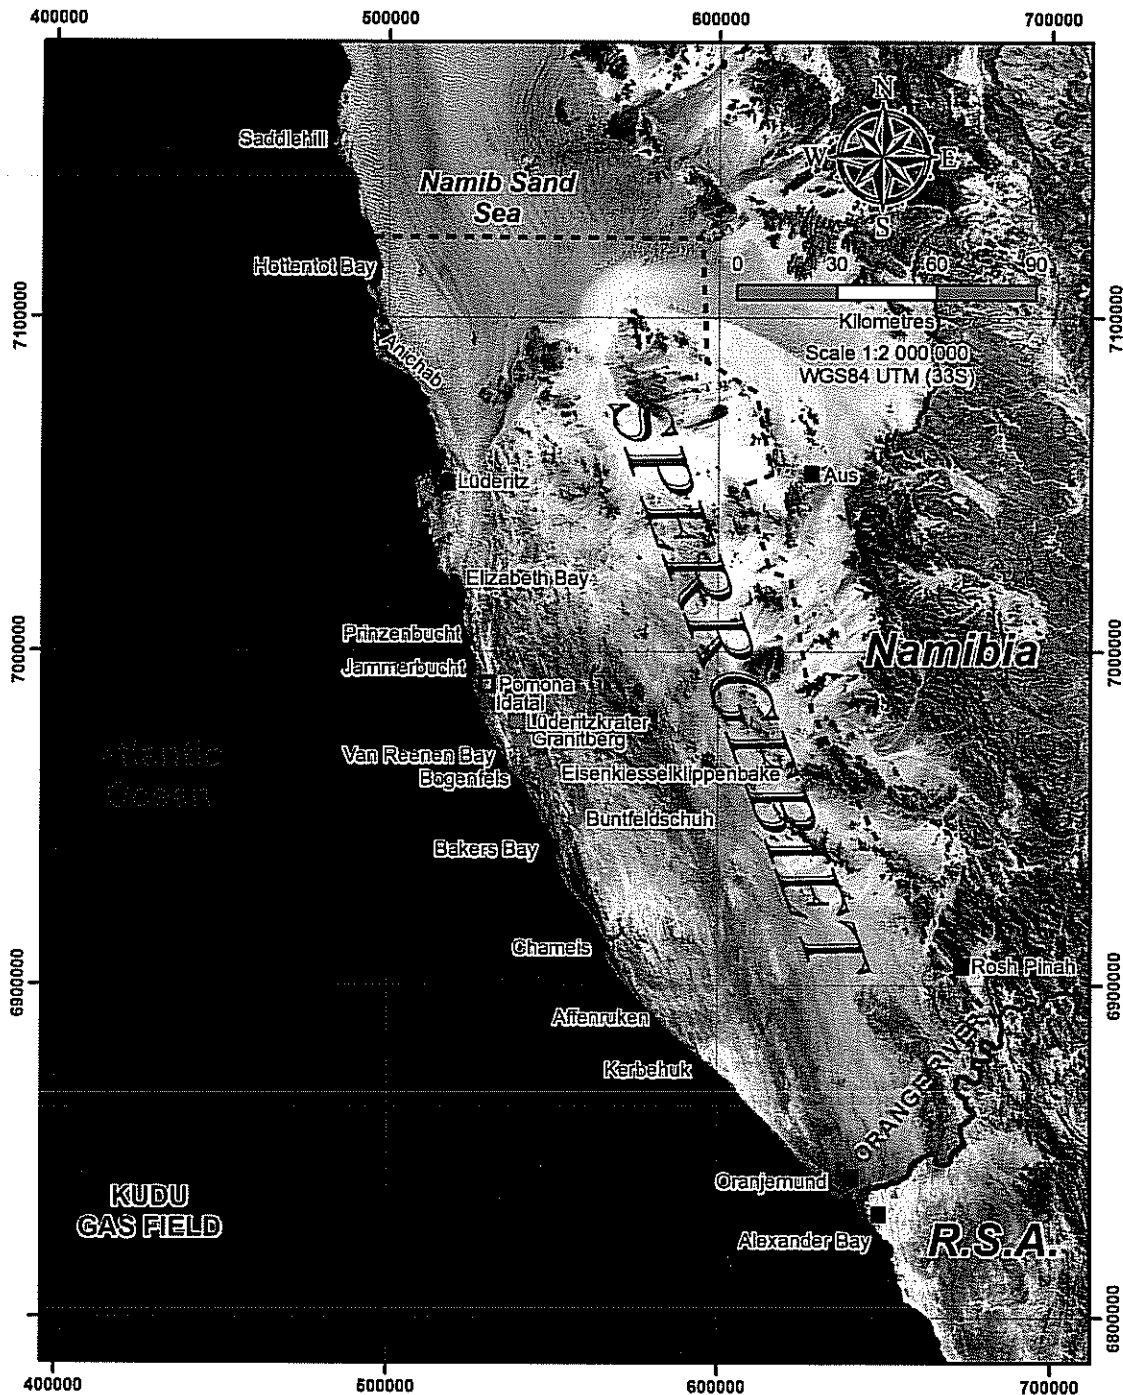 400000
500000
600000
700000
N
Saddlehill
W
E
Namib Sand
Sea
S
Hottentot Bay
0
30
60
90
7100000
7100000
Kilometres
Anichab
Scale 1:2 000 000
WGS84 UTM (33S)
SPERRGEBIET
Aus
Lüderitz
Elizabeth Bay
Prinzenbucht
Namibia
7000000
7000000
Jammerbucht
Pomona
Idatal
Lüderitzkrater
Granitberg
Atlantic
Ocean
Van Reenen Bay
Bogenfels
Eisenkiesselklippenbake
Buntfeldschuh
Bakers Bay
Chameis
Rosh Pinah
6900000
6900000
Affenruken
ORANGE RIVER
Kerbehuk
Oranjemund
KUDU
GAS FIELD
Alexander Bay
R.S.A.
6800000
400000
500000
600000
700000